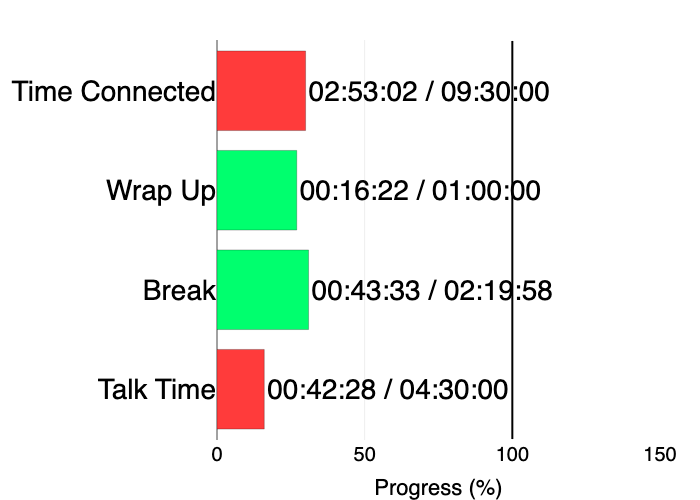 Time Connected 02:53:02 / 09:30:00
Wrap Up 00:16:22 / 01:00:00
Break 00:43:33 / 02:19:58
Talk Time 00:42:28 / 04:30:00
0 50 100 150
Progress (%)